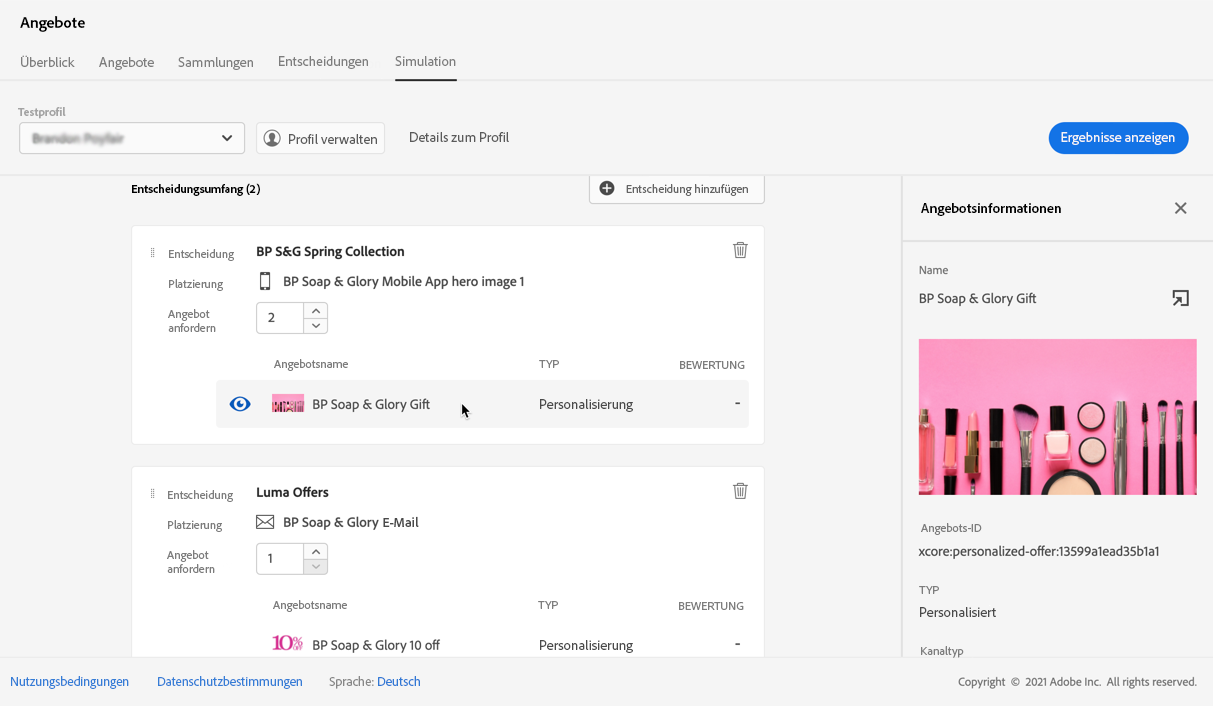 Angebote
Überblick Angebote Sammlungen Entscheidungen Simulation
Testprofil
Profil verwalten Details zum Profil Ergebnisse anzeigen
Entscheidungsumfang (2) Entscheidung hinzufügen
Entscheidung BP S&G Spring Collection
Platzierung BP Soap & Glory Mobile App hero image 1
Angebot
anfordern 2
Angebotsname TYP BEWERTUNG
BP Soap & Glory Gift Personalisierung -
Entscheidung Luma Offers
Platzierung BP Soap & Glory E-Mail
Angebot
anfordern 1
Angebotsname TYP BEWERTUNG
10% BP Soap & Glory 10 off Personalisierung -
Angebotsinformationen
Name
BP Soap & Glory Gift
Angebots-ID
xcore:personalized-offer:13599a1ead35b1a1
TYP
Personalisiert
Kanaltyp
Nutzungsbedingungen Datenschutzbestimmungen Sprache: Deutsch Copyright © 2021 Adobe Inc. All rights reserved.